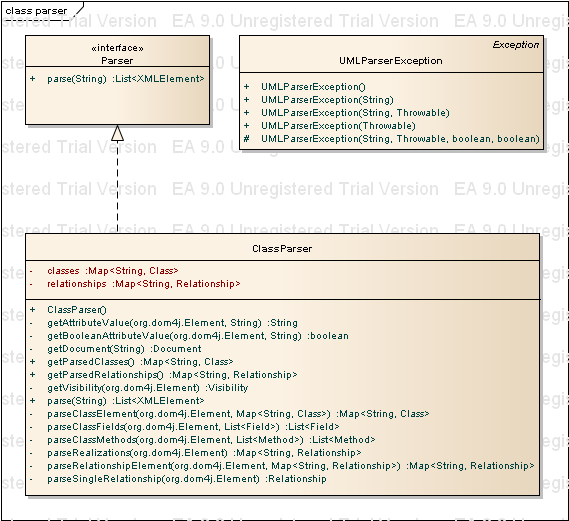 class parser
EA 9.0 Unregistered Trial Version EA 9.0 Unregistered Trial Version
«interface»
Parser
+ parse(String) :List<XMLElement>
Exception
UMLParserException
+ UMLParserException()
+ UMLParserException(String)
+ UMLParserException(String, Throwable)
+ UMLParserException(Throwable)
# UMLParserException(String, Throwable, boolean, boolean)
ClassParser
- classes :Map<String, Class>
- relationships :Map<String, Relationship>
+ ClassParser()
- getAttributeValue(org.dom4j.Element, String) :String
- getBooleanAttributeValue(org.dom4j.Element, String) :boolean
- getDocument(String) :Document
+ getParsedClasses() :Map<String, Class>
+ getParsedRelationships() :Map<String, Relationship>
- getVisibility(org.dom4j.Element) :Visibility
+ parse(String) :List<XMLElement>
- parseClassElement(org.dom4j.Element, Map<String, Class>) :Map<String, Class>
- parseClassFields(org.dom4j.Element, List<Field>) :List<Field>
- parseClassMethods(org.dom4j.Element, List<Method>) :List<Method>
- parseRealizations(org.dom4j.Element) :Map<String, Relationship>
- parseRelationshipElement(org.dom4j.Element, Map<String, Relationship>) :Map<String, Relationship>
- parseSingleRelationship(org.dom4j.Element) :Relationship